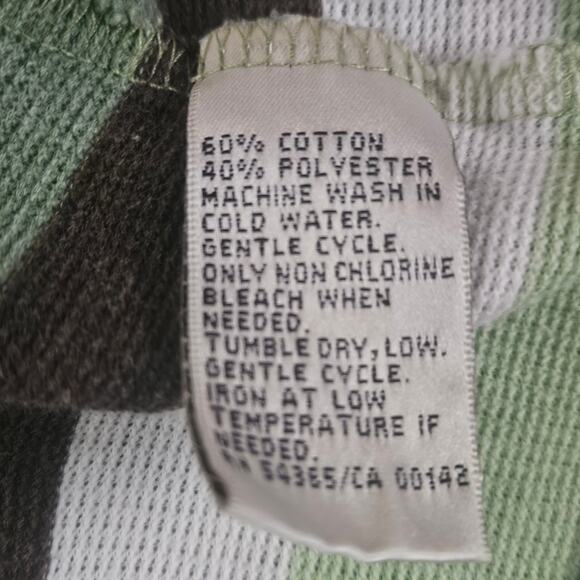 60% COTTON
40% POLYESTER
MACHINE WASH IN
COLD WATER.
GENTLE CYCLE.
ONLY NON CHLORINE
BLEACH WHEN
NEEDED.
TUMBLE DRY, LOW.
GENTLE CYCLE.
IRON AT LOW
TEMPERATURE IF
NEEDED.
RN 54365/CA 00142